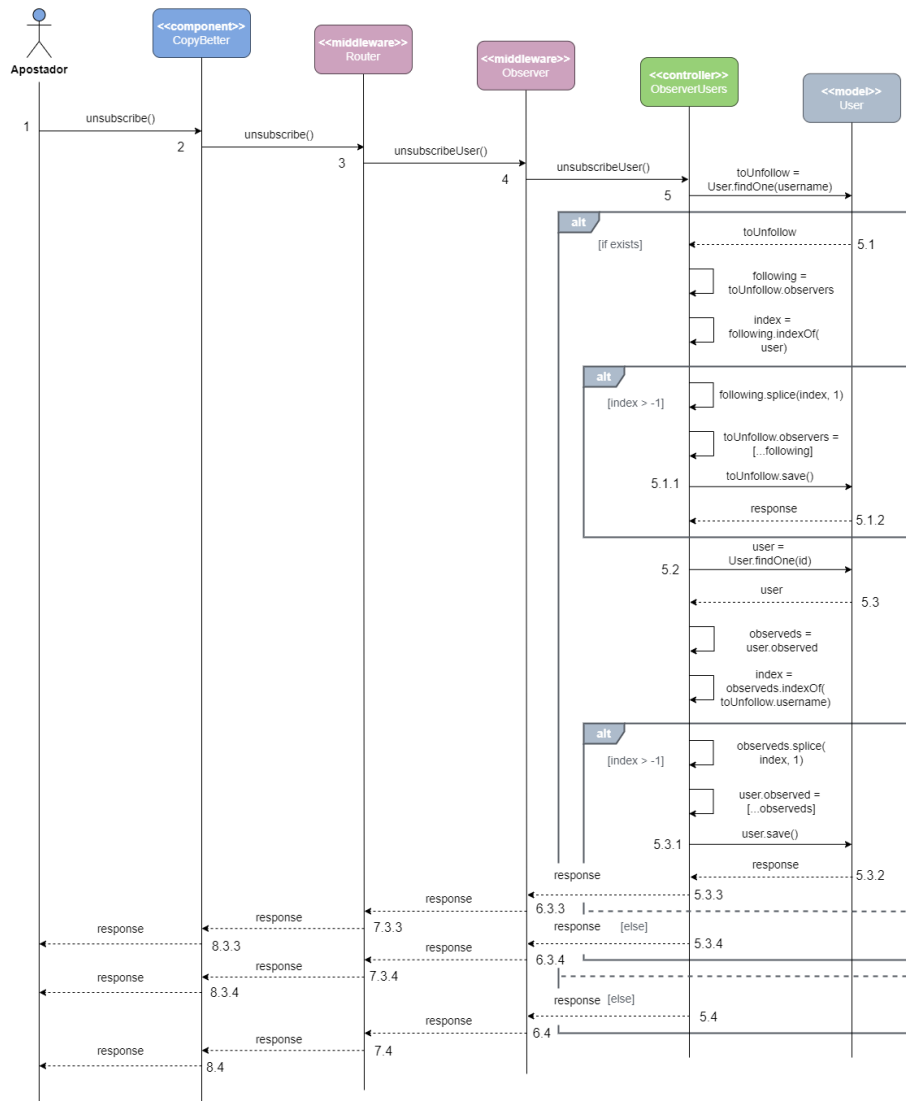 <<component>>
CopyBetter
<<middleware>>
Router
<<middleware>>
Observer
<<controller>>
ObserverUsers
<<model>>
User
Apostador
1
unsubscribe()
2
unsubscribe()
3
unsubscribeUser()
4
unsubscribeUser()
5
toUnfollow =
User.findOne(username)
alt
[if exists]
toUnfollow
5.1
following =
toUnfollow.observers
index =
following.indexOf(
user)
alt
[index > -1]
following.splice(index, 1)
toUnfollow.observers =
[...following]
5.1.1
toUnfollow.save()
response
5.1.2
5.2
user =
User.findOne(id)
user
5.3
observeds =
user.observed
index =
observeds.indexOf(
toUnfollow.username)
alt
[index > -1]
observeds.splice(
index, 1)
user.observed =
[...observeds]
5.3.1
user.save()
response
5.3.2
response
5.3.3
response
6.3.3
response
7.3.3
response
8.3.3
response
[else]
5.3.4
response
6.3.4
response
7.3.4
response
8.3.4
response
[else]
5.4
response
6.4
response
7.4
response
8.4